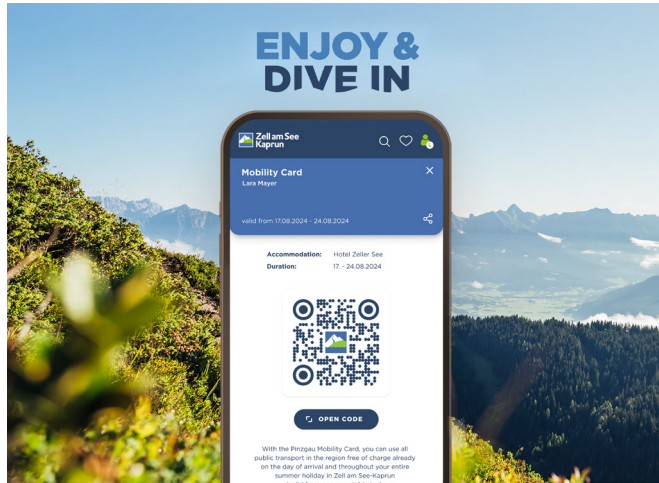 ENJOY &
DIVE IN
Zell am See
Kaprun
Mobility Card
Lara Mayer
valid from 17.08.2024 - 24.08.2024
Accommodation: Hotel Zeller See
Duration: 17. - 24.08.2024
OPEN CODE
With the Pinzgau Mobility Card, you can use all
public transport in the region free of charge already
on the day of arrival and throughout your entire
summer holiday in Zell am See-Kaprun